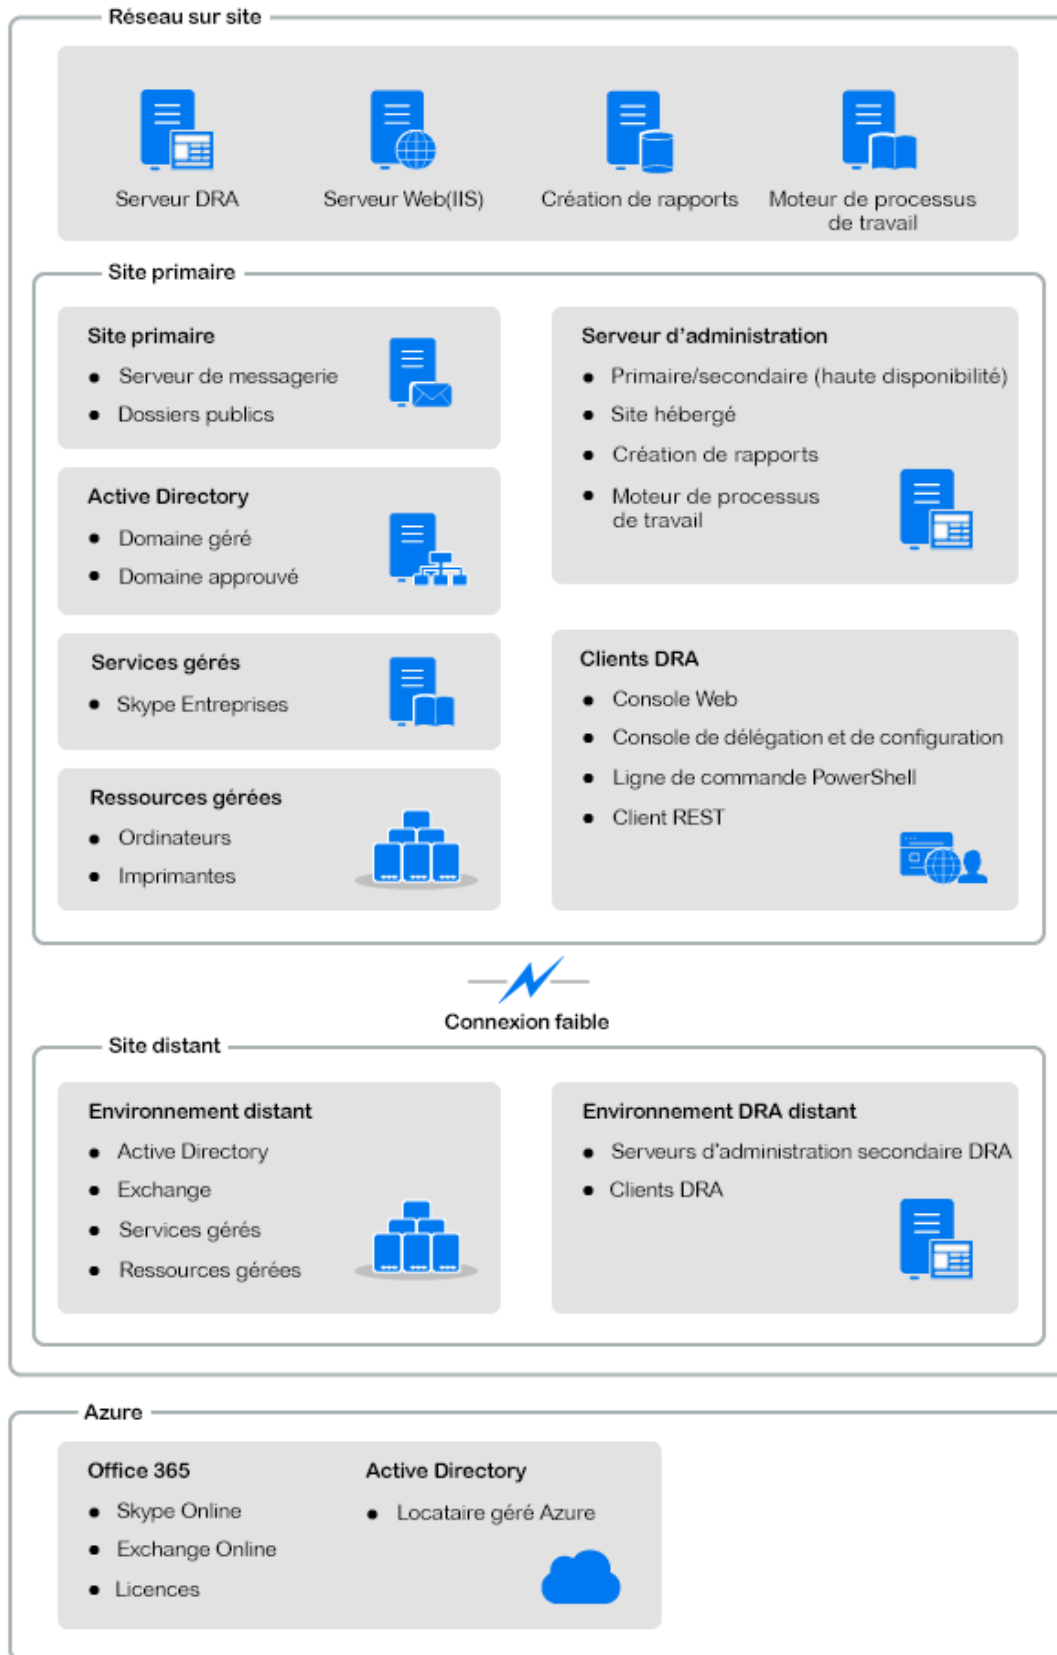 Réseau sur site
Serveur DRA
Serveur Web(IIS)
Création de rapports
Moteur de processus
de travail
Site primaire
Site primaire
Serveur de messagerie
Dossiers publics
Active Directory
Domaine géré
Domaine approuvé
Services gérés
Skype Entreprises
Ressources gérées
Ordinateurs
Imprimantes
Serveur d'administration
Primaire/secondaire (haute disponibilité)
Site hébergé
Création de rapports
Moteur de processus
de travail
Clients DRA
Console Web
Console de délégation et de configuration
Ligne de commande PowerShell
Client REST
Connexion faible
Site distant
Environnement distant
Active Directory
Exchange
Services gérés
Ressources gérées
Environnement DRA distant
Serveurs d'administration secondaire DRA
Clients DRA
Azure
Office 365
Skype Online
Exchange Online
Licences
Active Directory
Locataire géré Azure